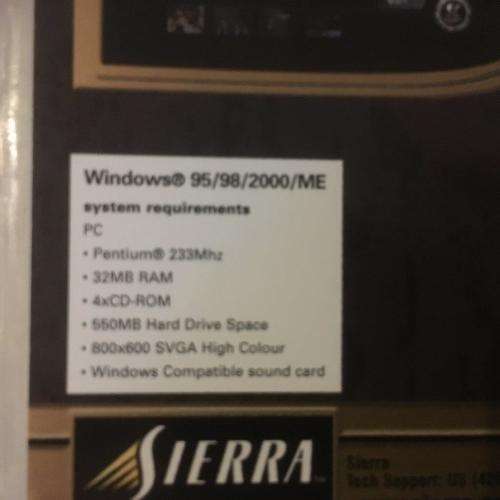 Windows® 95/98/2000/ME
system requirements
PC
• Pentium® 233Mhz
• 32MB RAM
• 4xCD-ROM
• 550MB Hard Drive Space
• 800x600 SVGA High Colour
• Windows Compatible sound card
SIERRA
Sierra
Tech Support: US (42